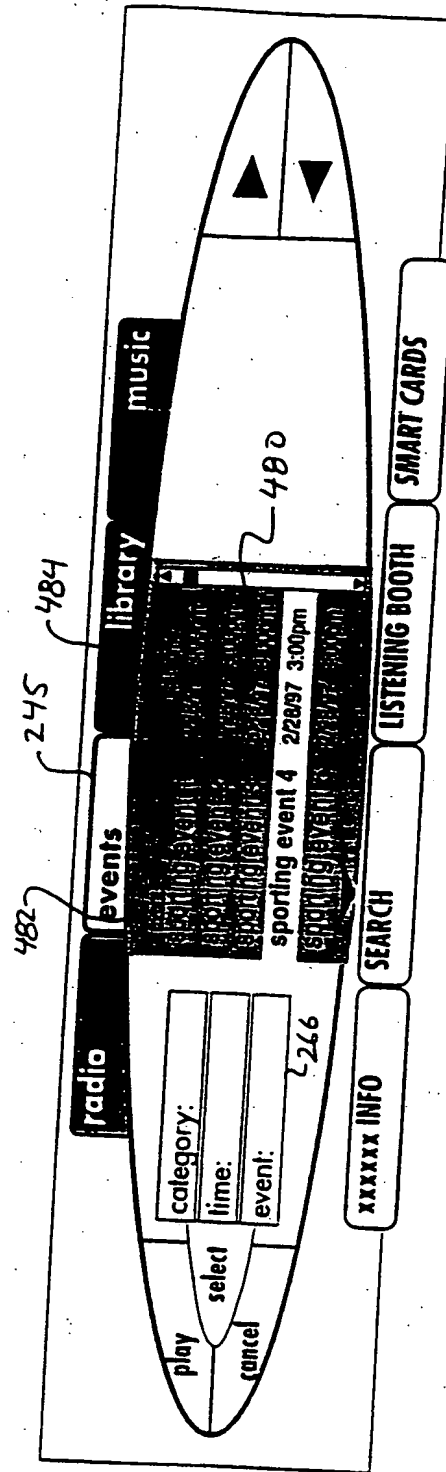 482
245
484
radio
events
library
music
play
select
cancel
category:
time:
event:
266
sporting event 4 2/28/97 3:00pm
480
xxxxxx INFO
SEARCH
LISTENING BOOTH
SMART CARDS